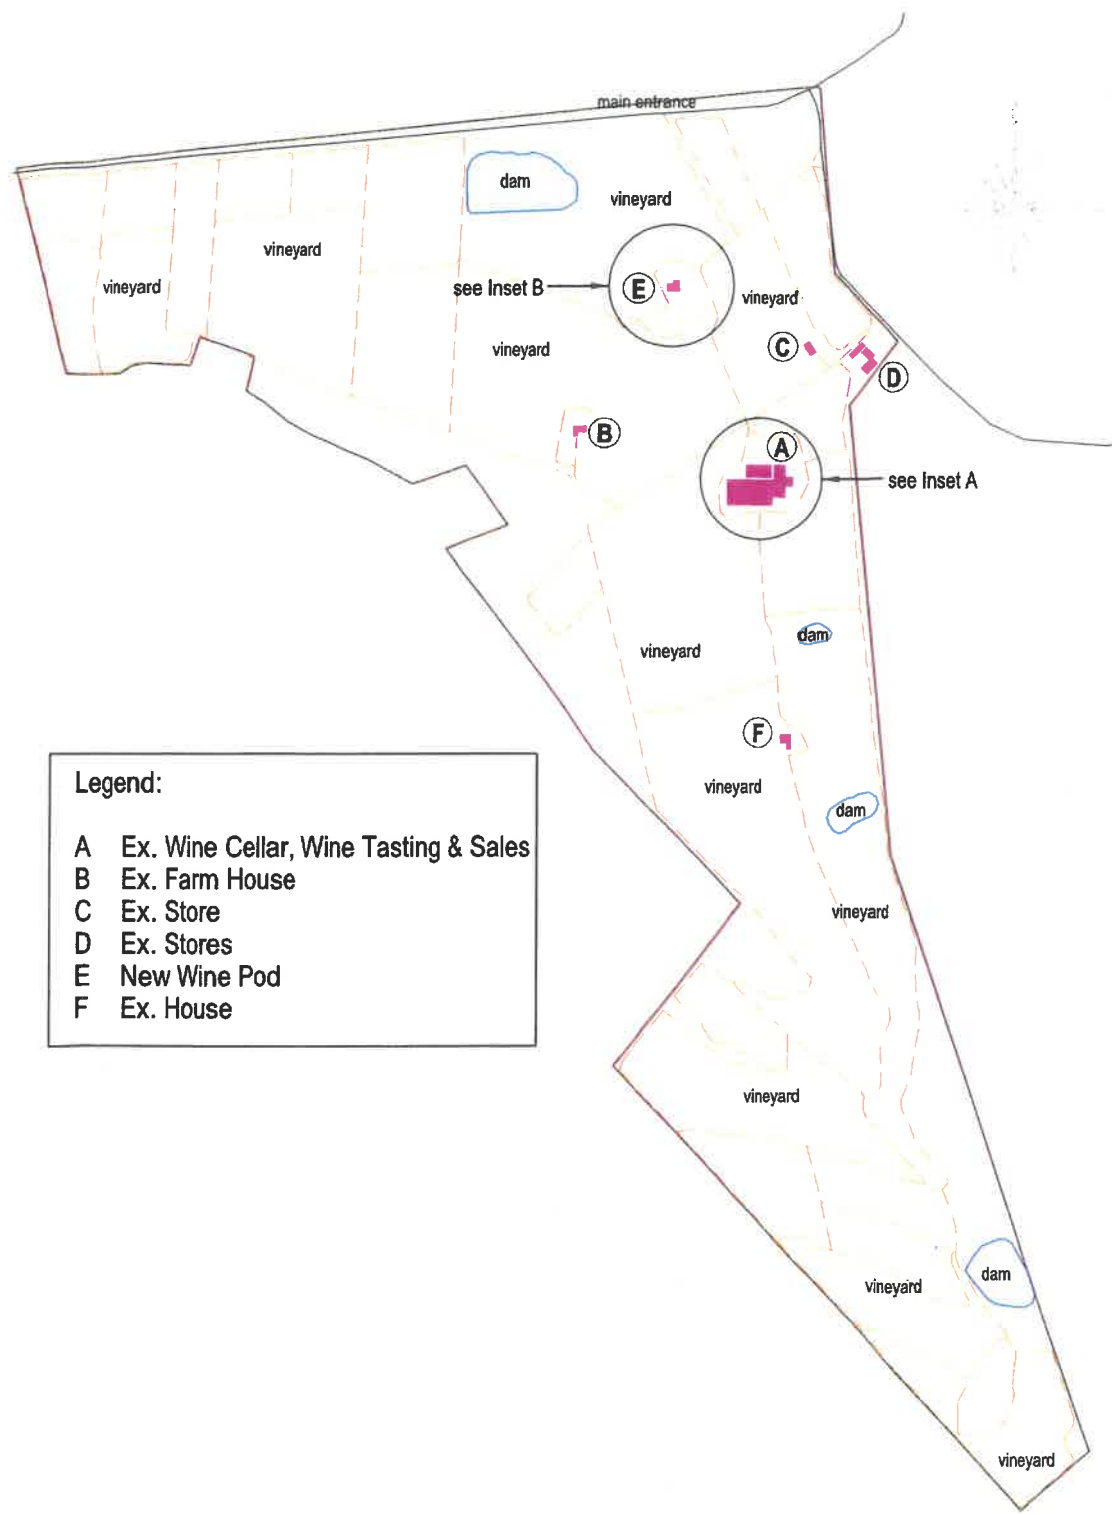 main entrance
dam
vineyard
vineyard
vineyard
see Inset B
E
vineyard
vineyard
C
D
B
A
see Inset A
dam
vineyard
F
vineyard
dam
Legend:
A Ex. Wine Cellar, Wine Tasting & Sales
B Ex. Farm House
C Ex. Store
D Ex. Stores
E New Wine Pod
F Ex. House
vineyard
vineyard
dam
vineyard
vineyard